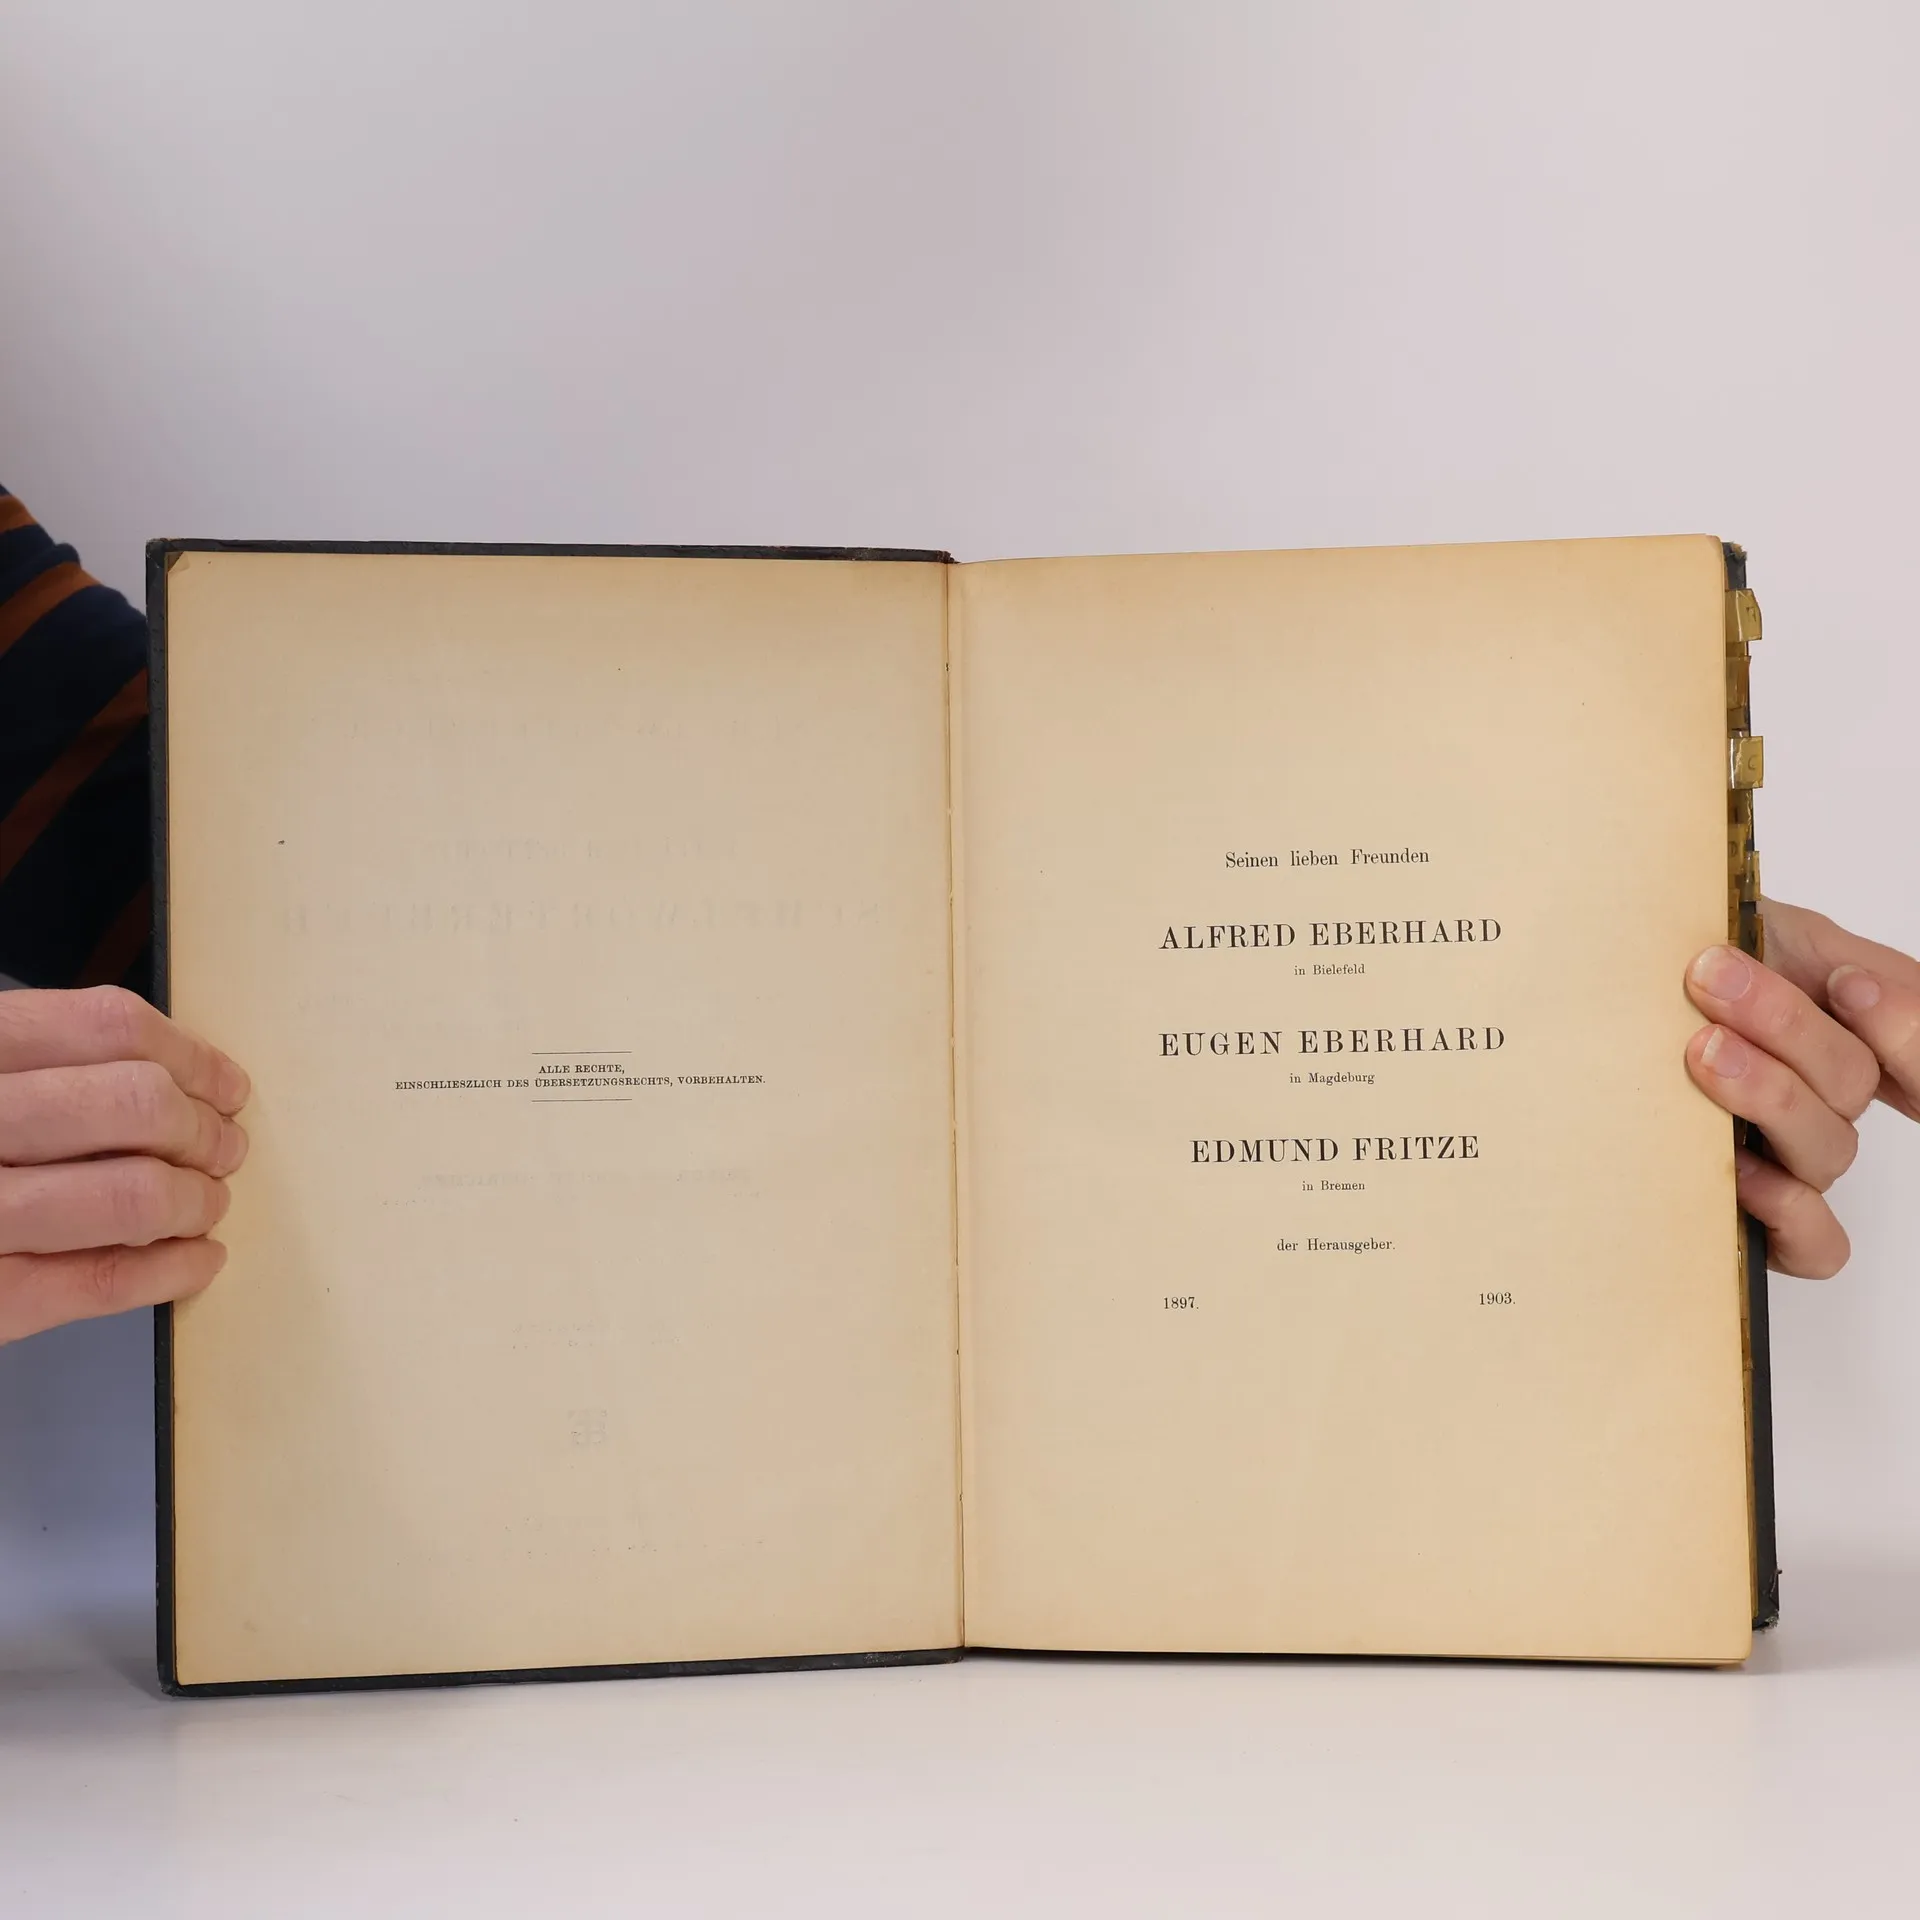 ALLE RECHTE,
EINSCHLIESZLICH DES ÜBERSETZUNGSRECHTS, VORBEHALTEN.
Seinen lieben Freunden
ALFRED EBERHARD
in Bielefeld
EUGEN EBERHARD
in Magdeburg
EDMUND FRITZE
in Bremen
der Herausgeber.
1897. 1903.